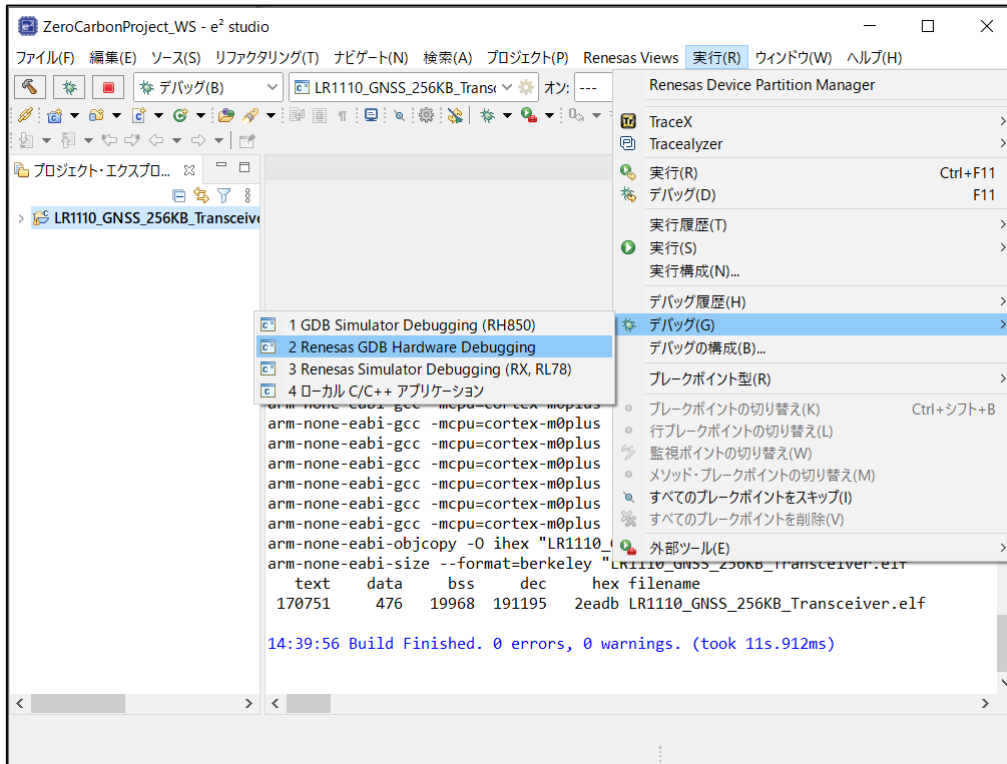 ZeroCarbonProject_WS - e² studio
ファイル(F) 編集(E) ソース(S) リファクタリング(T) ナビゲート(N) 検索(A) プロジェクト(P) Renesas Views 実行(R) ウィンドウ(W) ヘルプ(H)
デバッグ(B) LR1110_GNSS_256KB_Trans オン: ---
プロジェクト・エクスプロ...
LR1110_GNSS_256KB_Transceive
Renesas Device Partition Manager
TraceX
Tracealyzer
実行(R) Ctrl+F11
デバッグ(D) F11
実行履歴(T)
実行(S)
実行構成(N)...
デバッグ履歴(H)
デバッグ(G)
デバッグの構成(B)...
ブレークポイント型(R)
ブレークポイントの切り替え(K) Ctrl+シフト+B
行ブレークポイントの切り替え(L)
監視ポイントの切り替え(W)
メソッド・ブレークポイントの切り替え(M)
すべてのブレークポイントをスキップ(I)
すべてのブレークポイントを削除(V)
外部ツール(E)
1 GDB Simulator Debugging (RH850)
2 Renesas GDB Hardware Debugging
3 Renesas Simulator Debugging (RX, RL78)
4 ローカル C/C++ アプリケーション
arm-none-eabi-gcc -mcpu=cortex-m0plus
arm-none-eabi-gcc -mcpu=cortex-m0plus
arm-none-eabi-gcc -mcpu=cortex-m0plus
arm-none-eabi-gcc -mcpu=cortex-m0plus
arm-none-eabi-gcc -mcpu=cortex-m0plus
arm-none-eabi-gcc -mcpu=cortex-m0plus
arm-none-eabi-gcc -mcpu=cortex-m0plus
arm-none-eabi-objcopy -O ihex "LR1110_
arm-none-eabi-size --format=berkeley "LR1110_GNSS_256KB_Transceiver.elf"
text data bss dec hex filename
170751 476 19968 191195 2eadb LR1110_GNSS_256KB_Transceiver.elf
14:39:56 Build Finished. 0 errors, 0 warnings. (took 11s.912ms)